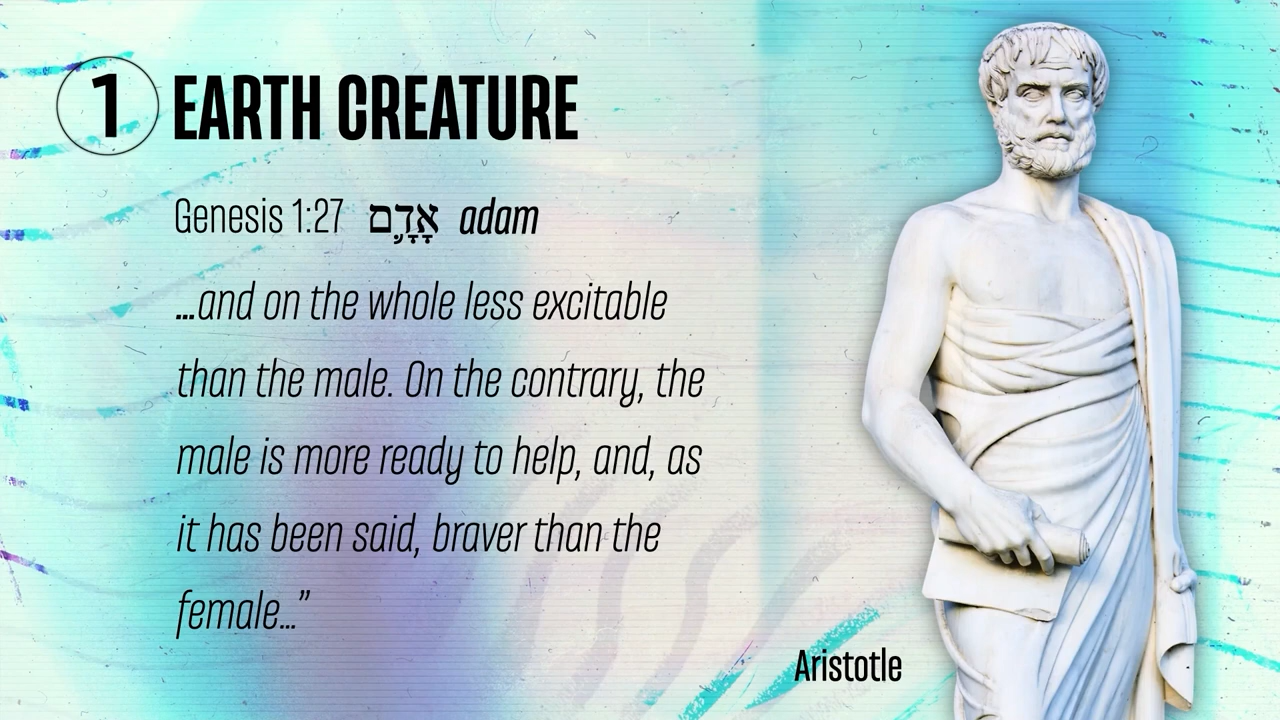 1 EARTH CREATURE
Genesis 1:27 אָדָ֛ם adam
...and on the whole less excitable
than the male. On the contrary, the
male is more ready to help, and, as
it has been said, braver than the
female...”
Aristotle